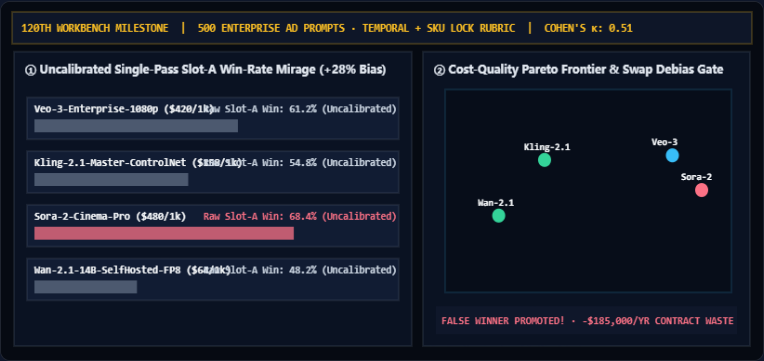 120TH WORKBENCH MILESTONE | 500 ENTERPRISE AD PROMPTS · TEMPORAL + SKU LOCK RUBRIC | COHEN'S κ: 0.51
① Uncalibrated Single-Pass Slot-A Win-Rate Mirage (+28% Bias)
Veo-3-Enterprise-1080p ($420/1k) Raw Slot-A Win: 61.2% (Uncalibrated)
Kling-2.1-Master-ControlNet Slot-A Win: 54.8% (Uncalibrated)
Sora-2-Cinema-Pro ($480/1k) Raw Slot-A Win: 68.4% (Uncalibrated)
Wan-2.1-14B-SelfHosted-FP8 Slot-A Win: 48.2% (Uncalibrated)
② Cost-Quality Pareto Frontier & Swap Debias Gate
Kling-2.1
Veo-3
Sora-2
Wan-2.1
FALSE WINNER PROMOTED! · -$185,000/YR CONTRACT WASTE